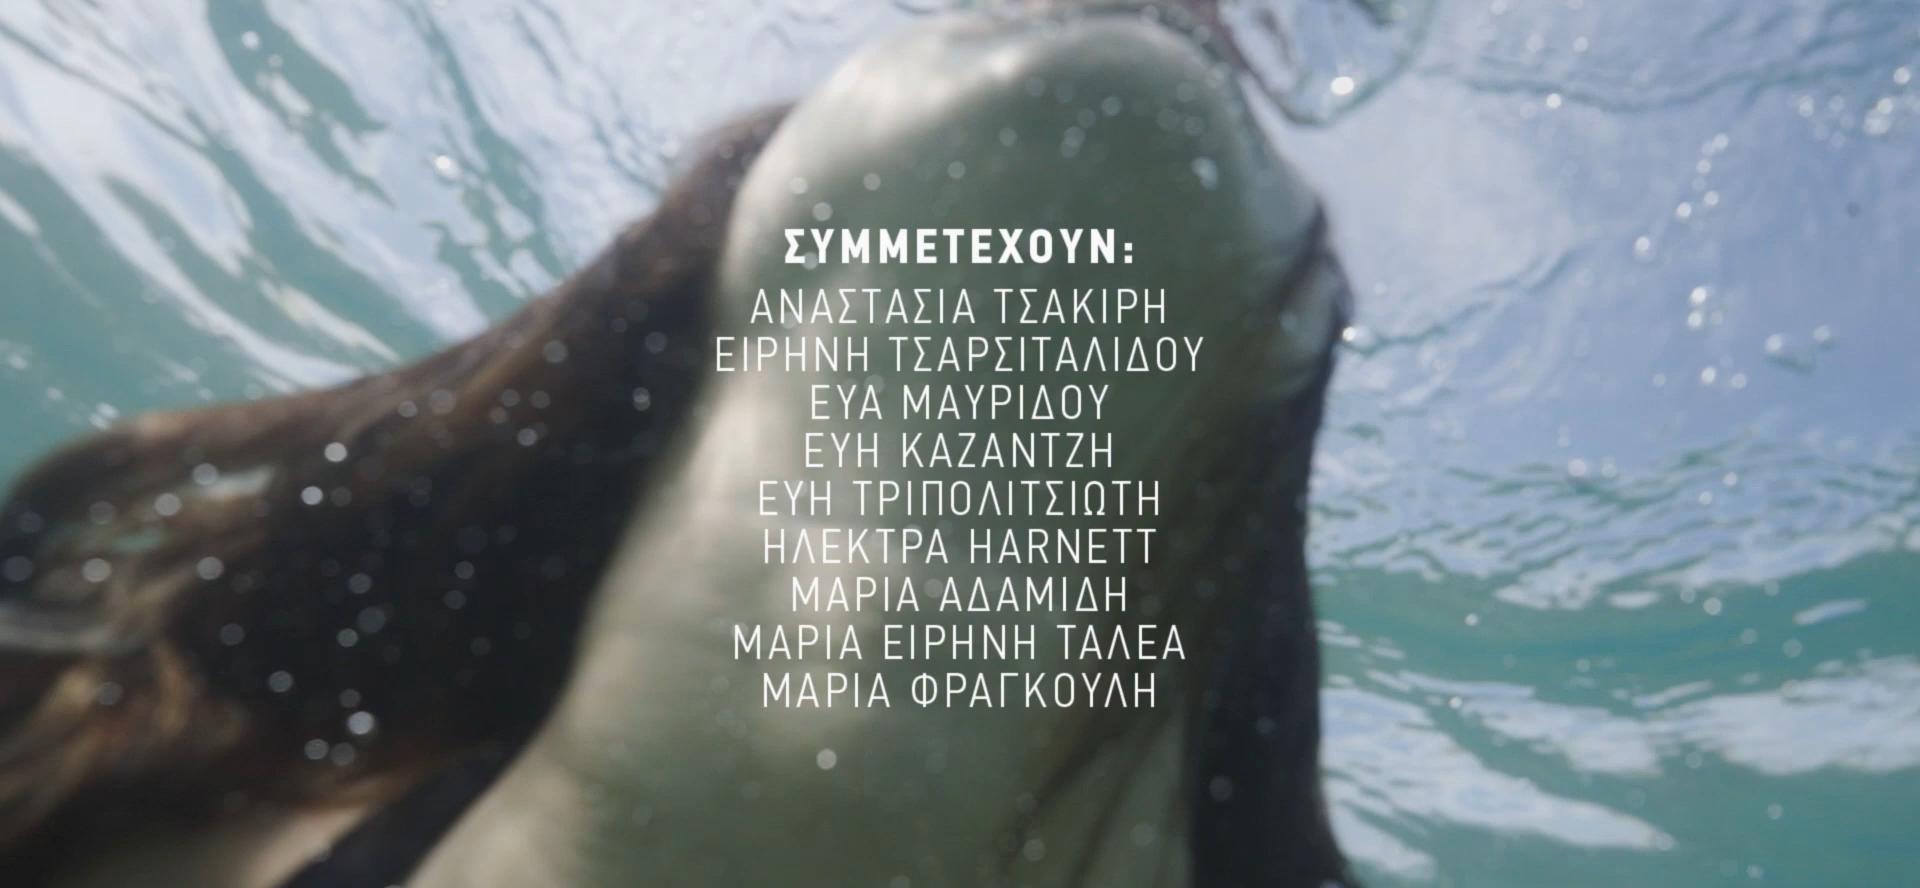 ΣΥΜΜΕΤΕΧΟΥΝ:
ΑΝΑΣΤΑΣΙΑ ΤΣΑΚΙΡΗ
ΕΙΡΗΝΗ ΤΣΑΡΣΙΤΑΛΙΔΟΥ
ΕΥΑ ΜΑΥΡΙΔΟΥ
ΕΥΗ ΚΑΖΑΝΤΖΗ
ΕΥΗ ΤΡΙΠΟΛΙΤΣΙΩΤΗ
ΗΛΕΚΤΡΑ HARNETT
ΜΑΡΙΑ ΑΔΑΜΙΔΗ
ΜΑΡΙΑ ΕΙΡΗΝΗ ΤΑΛΕΑ
ΜΑΡΙΑ ΦΡΑΓΚΟΥΛΗ